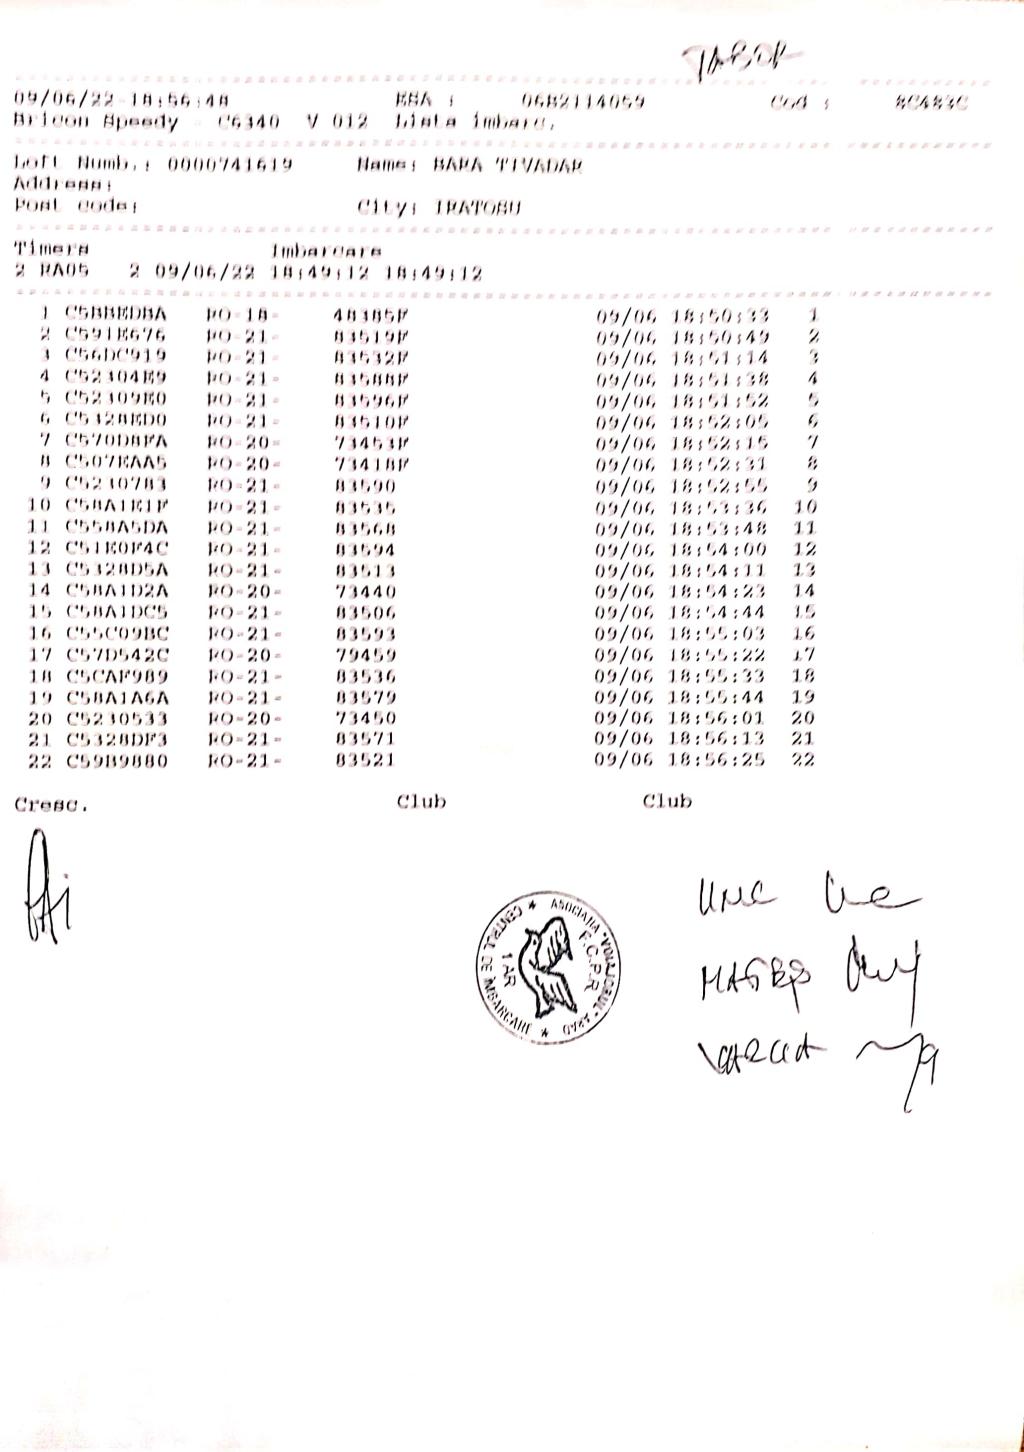 TABOR
09/06/22-18:56:48 ESA : 06B2114059 Cod : 8C483C
Bricon Speedy - C6340 V 012 Lista imbarc.
Loft Numb.: 0000741619 Name: BARA TIVADAR
Address:
Post code: City: IRATOSU
Timers Imbarcare
2 BA05 2 09/06/22 18:49:12 18:49:12
1 C5BBEDBA RO-18- 48385F 09/06 18:50:33 1
2 C591E676 RO-21- 83519F 09/06 18:50:49 2
3 C56DC919 RO-21- 83532F 09/06 18:51:14 3
4 C52304E9 RO-21- 83588F 09/06 18:51:38 4
5 C52309E0 RO-21- 83596F 09/06 18:51:52 5
6 C5328ED0 RO-21- 83510F 09/06 18:52:05 6
7 C570D8FA RO-20- 73453F 09/06 18:52:15 7
8 C507EAA5 RO-20- 73418F 09/06 18:52:31 8
9 C5230783 RO-21- 83590 09/06 18:52:55 9
10 C58A1E1F RO-21- 83535 09/06 18:53:36 10
11 C558A5DA RO-21- 83568 09/06 18:53:48 11
12 C51E0F4C RO-21- 83594 09/06 18:54:00 12
13 C5328D5A RO-21- 83513 09/06 18:54:11 13
14 C58A1D2A RO-20- 73440 09/06 18:54:23 14
15 C58A1DC5 RO-21- 83506 09/06 18:54:44 15
16 C55C09BC RO-21- 83593 09/06 18:55:03 16
17 C57D542C RO-20- 79459 09/06 18:55:22 17
18 C5CAF989 RO-21- 83536 09/06 18:55:33 18
19 C58A1A6A RO-21- 83579 09/06 18:55:44 19
20 C5230533 RO-20- 73450 09/06 18:56:01 20
21 C5328DF3 RO-21- 83571 09/06 18:56:13 21
22 C59B9880 RO-21- 83521 09/06 18:56:25 22
Cresc. Club Club
ASOCIATIA "VOIAJORUL" ARAD
F.C.P.R
1 AR
CENTRUL DE IMBARCARE